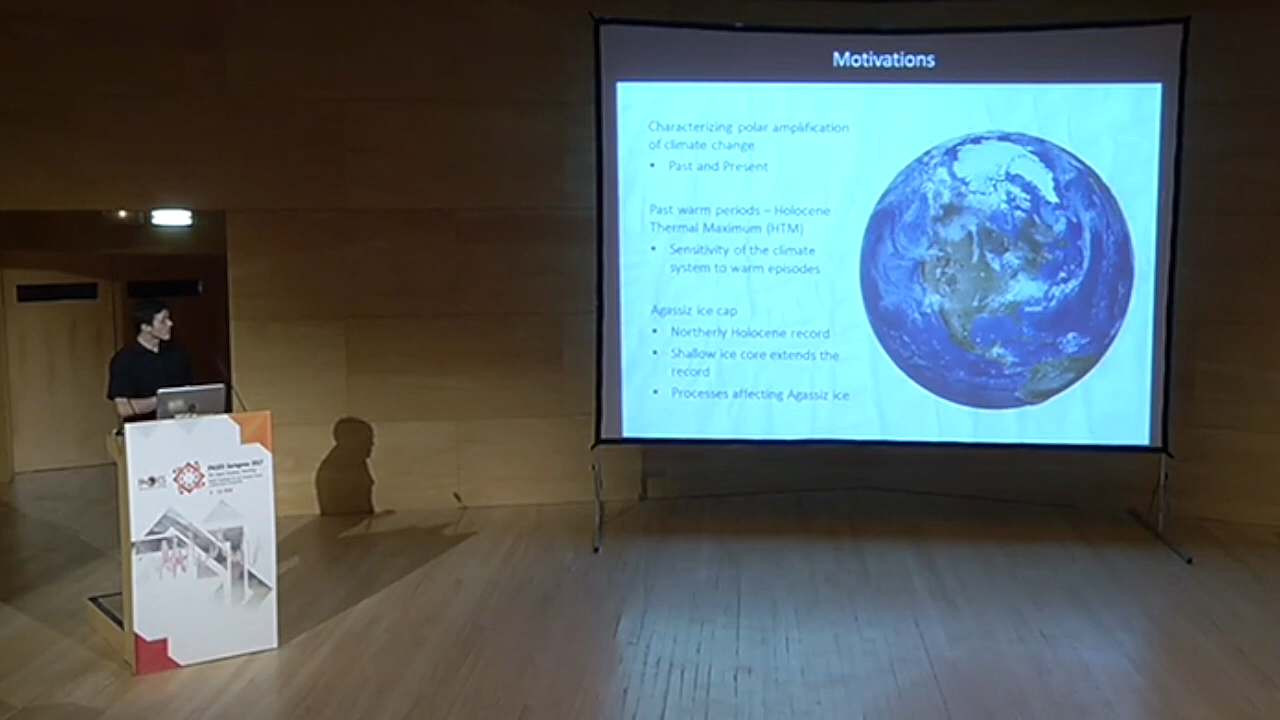 Motivations
Characterizing polar amplification
of climate change
• Past and Present
Past warm periods – Holocene
Thermal Maximum (HTM)
• Sensitivity of the climate
system to warm episodes
Agassiz ice cap
• Northerly Holocene record
• Shallow ice core extends the
record
• Processes affecting Agassiz ice
PAGES
PAGES Zaragoza 2017